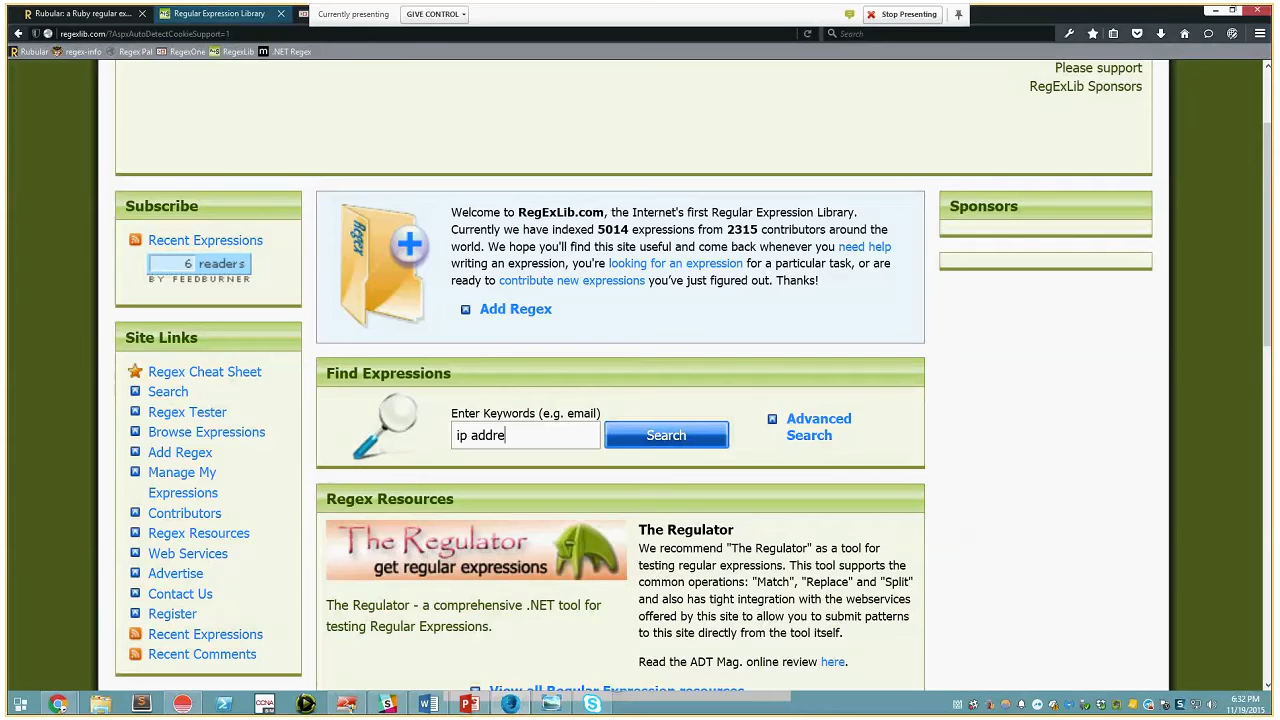 Rubular: a Ruby regular ex...
Regular Expression Library
Currently presenting
GIVE CONTROL
Stop Presenting
regexlib.com/?AspxAutoDetectCookieSupport=1
Search
Rubular
regex-info
Regex Pal
RegexOne
RegexLib
.NET Regex
Please support
RegExLib Sponsors
Subscribe
Recent Expressions
6 readers
BY FEEDBURNER
Site Links
Regex Cheat Sheet
Search
Regex Tester
Browse Expressions
Add Regex
Manage My
Expressions
Contributors
Regex Resources
Web Services
Advertise
Contact Us
Register
Recent Expressions
Recent Comments
Regex
Welcome to RegExLib.com, the Internet's first Regular Expression Library.
Currently we have indexed 5014 expressions from 2315 contributors around the
world. We hope you'll find this site useful and come back whenever you need help
writing an expression, you're looking for an expression for a particular task, or are
ready to contribute new expressions you've just figured out. Thanks!
Add Regex
Find Expressions
Enter Keywords (e.g. email)
ip addre
Search
Advanced
Search
Regex Resources
The Regulator
get regular expressions
The Regulator - a comprehensive .NET tool for
testing Regular Expressions.
The Regulator
We recommend "The Regulator" as a tool for
testing regular expressions. This tool supports the
common operations: "Match", "Replace" and "Split"
and also has tight integration with the webservices
offered by this site to allow you to submit patterns
to this site directly from the tool itself.
Read the ADT Mag. online review here.
View all Regular Expression resources
Sponsors
CCNA
6:32 PM
11/19/2015